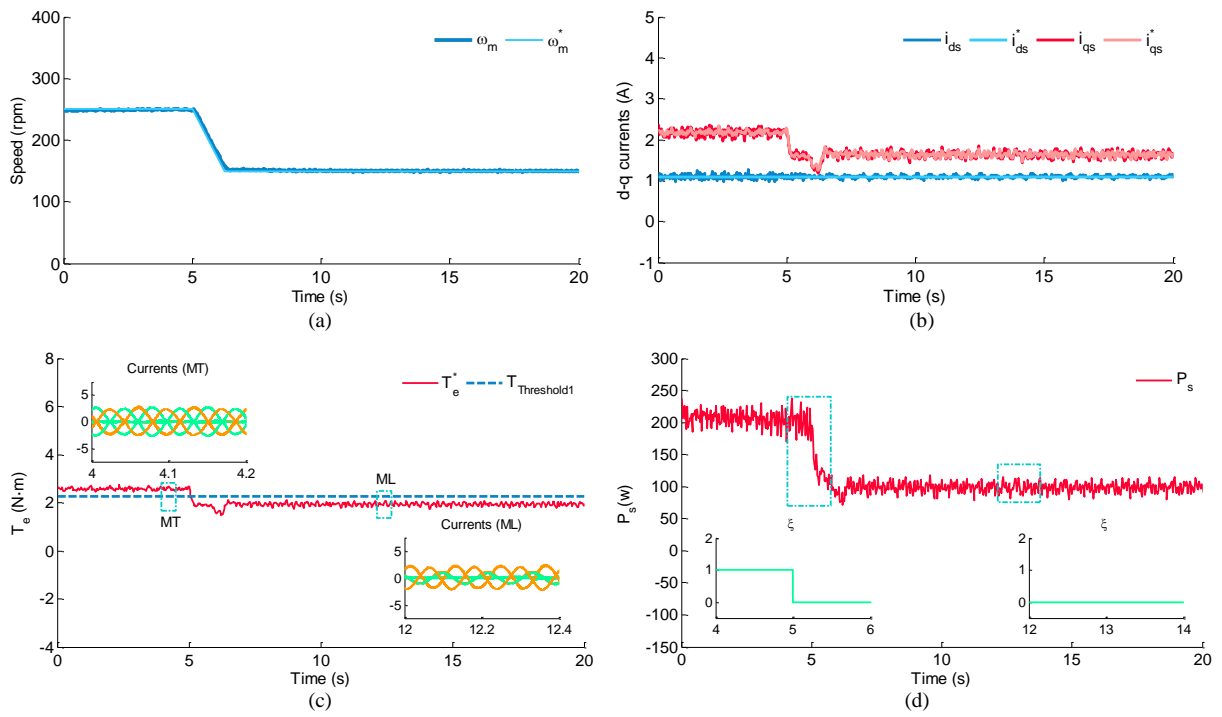 400
300
200
100
0
Speed (rpm)
ω_m ω_m^*
0 5 10 15 20
Time (s)
(a)
5
4
3
2
1
0
-1
d-q currents (A)
i_ds i_ds^* i_qs i_qs^*
0 5 10 15 20
Time (s)
(b)
8
6
4
2
0
-2
-4
T_e (N·m)
T_e^* T_Threshold1
Currents (MT)
5
0
-5
4 4.1 4.2
MT
ML
Currents (ML)
5
0
-5
12 12.2 12.4
0 5 10 15 20
Time (s)
(c)
300
250
200
150
100
50
0
-50
-100
-150
P_s(w)
P_s
ξ
2
1
0
4 5 6
ξ
2
1
0
12 13 14
0 5 10 15 20
Time (s)
(d)